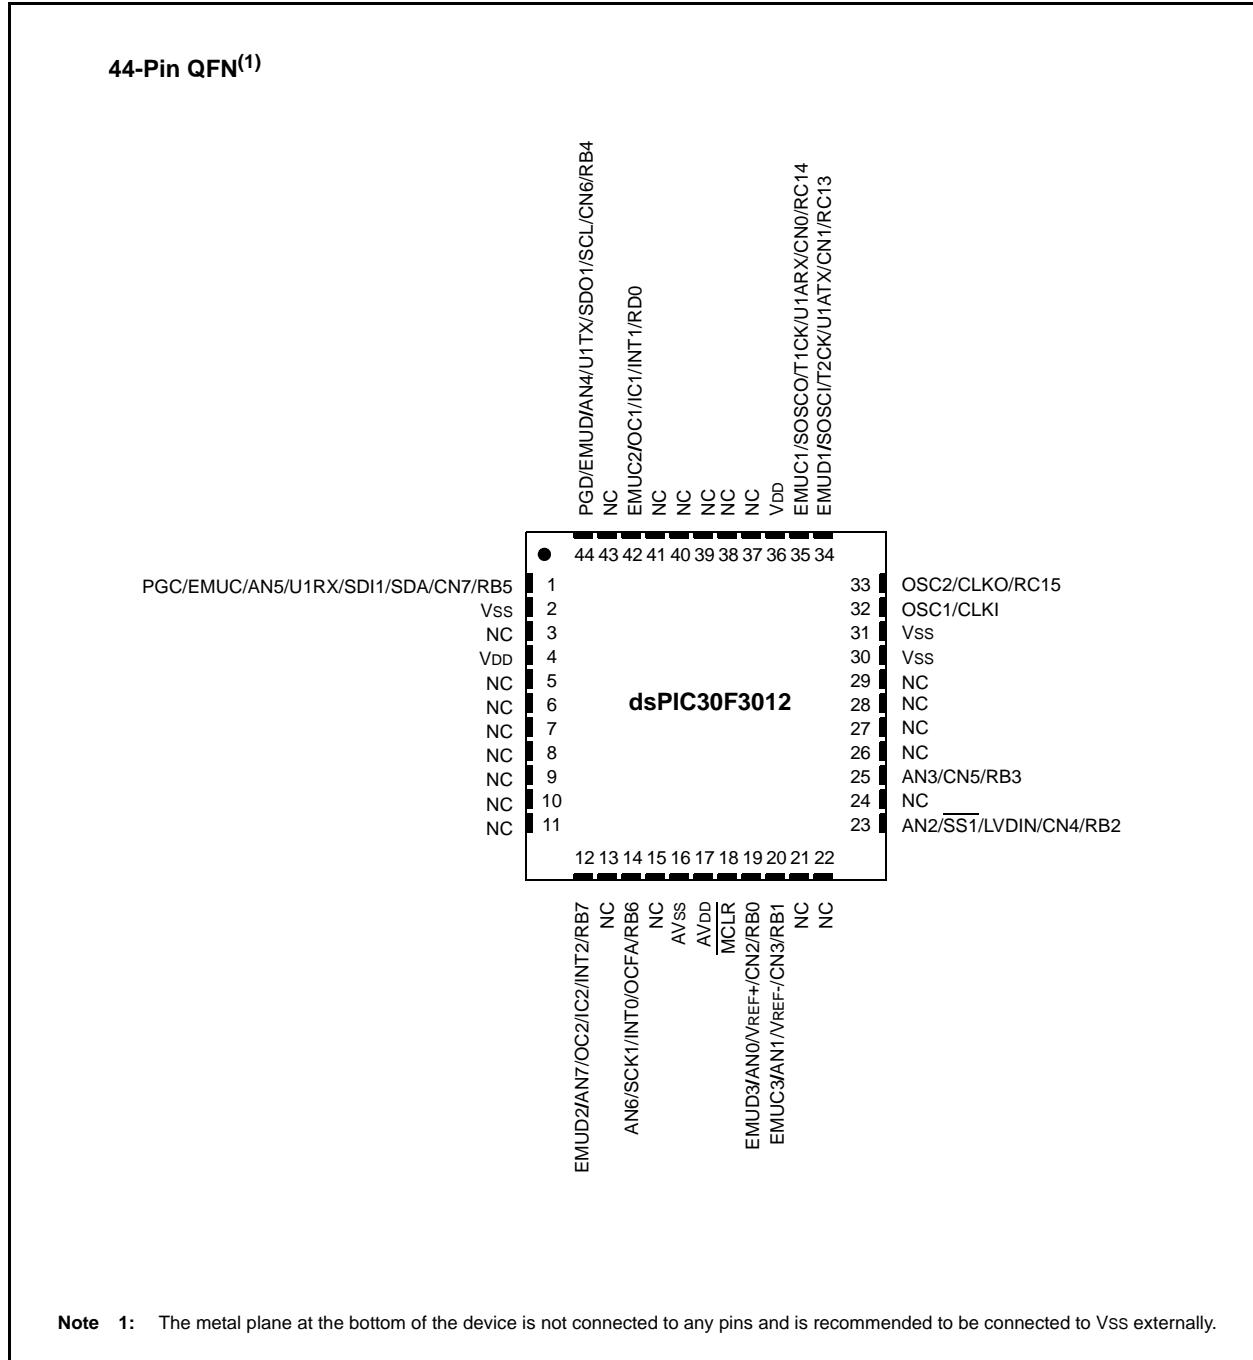 44-Pin QFN(1)
PGD/EMUD/AN4/U1TX/SDO1/SCL/CN6/RB4
NC
EMUC2/OC1/IC1/INT1/RD0
NC
NC
NC
NC
NC
VDD
EMUC1/SOSCO/T1CK/U1ARX/CN0/RC14
EMUD1/SOSCI/T2CK/U1ATX/CN1/RC13
44 43 42 41 40 39 38 37 36 35 34
PGC/EMUC/AN5/U1RX/SDI1/SDA/CN7/RB5 1
VSS 2
NC 3
VDD 4
NC 5
NC 6
NC 7
NC 8
NC 9
NC 10
NC 11
dsPIC30F3012
33 OSC2/CLKO/RC15
32 OSC1/CLKI
31 VSS
30 VSS
29 NC
28 NC
27 NC
26 NC
25 AN3/CN5/RB3
24 NC
23 AN2/SS1/LVDIN/CN4/RB2
12 13 14 15 16 17 18 19 20 21 22
EMUD2/AN7/OC2/IC2/INT2/RB7
NC
AN6/SCK1/INT0/OCFA/RB6
NC
AVSS
AVDD
MCLR
EMUD3/AN0/VREF+/CN2/RB0
EMUC3/AN1/VREF-/CN3/RB1
NC
NC
Note 1: The metal plane at the bottom of the device is not connected to any pins and is recommended to be connected to VSS externally.